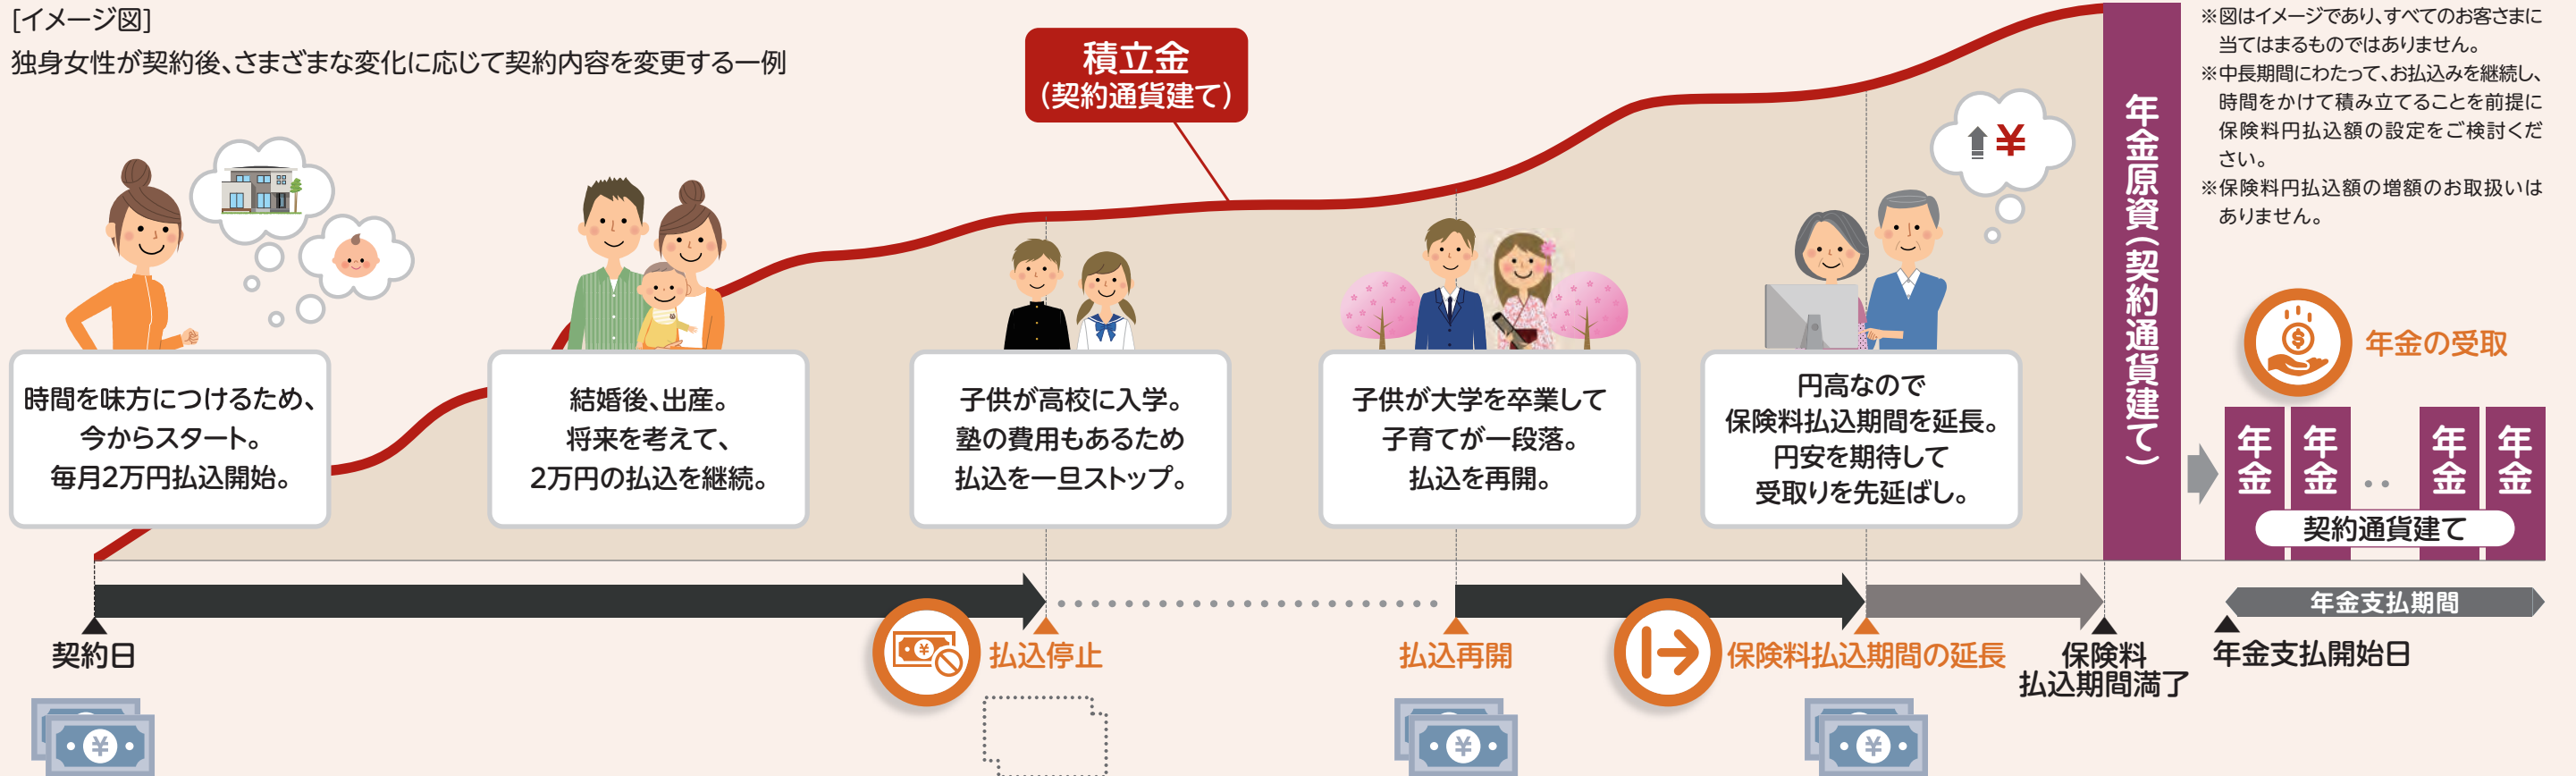 [イメージ図]
独身女性が契約後、さまざまな変化に応じて契約内容を変更する一例
積立金
(契約通貨建て)
¥
時間を味方につけるため、
今からスタート。
毎月2万円払込開始。
結婚後、出産。
将来を考えて、
2万円の払込を継続。
子供が高校に入学。
塾の費用もあるため
払込を一旦ストップ。
子供が大学を卒業して
子育てが一段落。
払込を再開。
円高なので
保険料払込期間を延長。
円安を期待して
受取りを先延ばし。
年金原資(契約通貨建て)
※図はイメージであり、すべてのお客さまに
当てはまるものではありません。
※中長期間にわたって、お払込みを継続し、
時間をかけて積み立てることを前提に
保険料円払込額の設定をご検討くだ
さい。
※保険料円払込額の増額のお取扱いは
ありません。
$
年金の受取
年金
年金
‥
年金
年金
契約通貨建て
年金支払期間
契約日
¥
払込停止
払込再開
保険料払込期間の延長
保険料
払込期間満了
年金支払開始日
¥
¥
¥